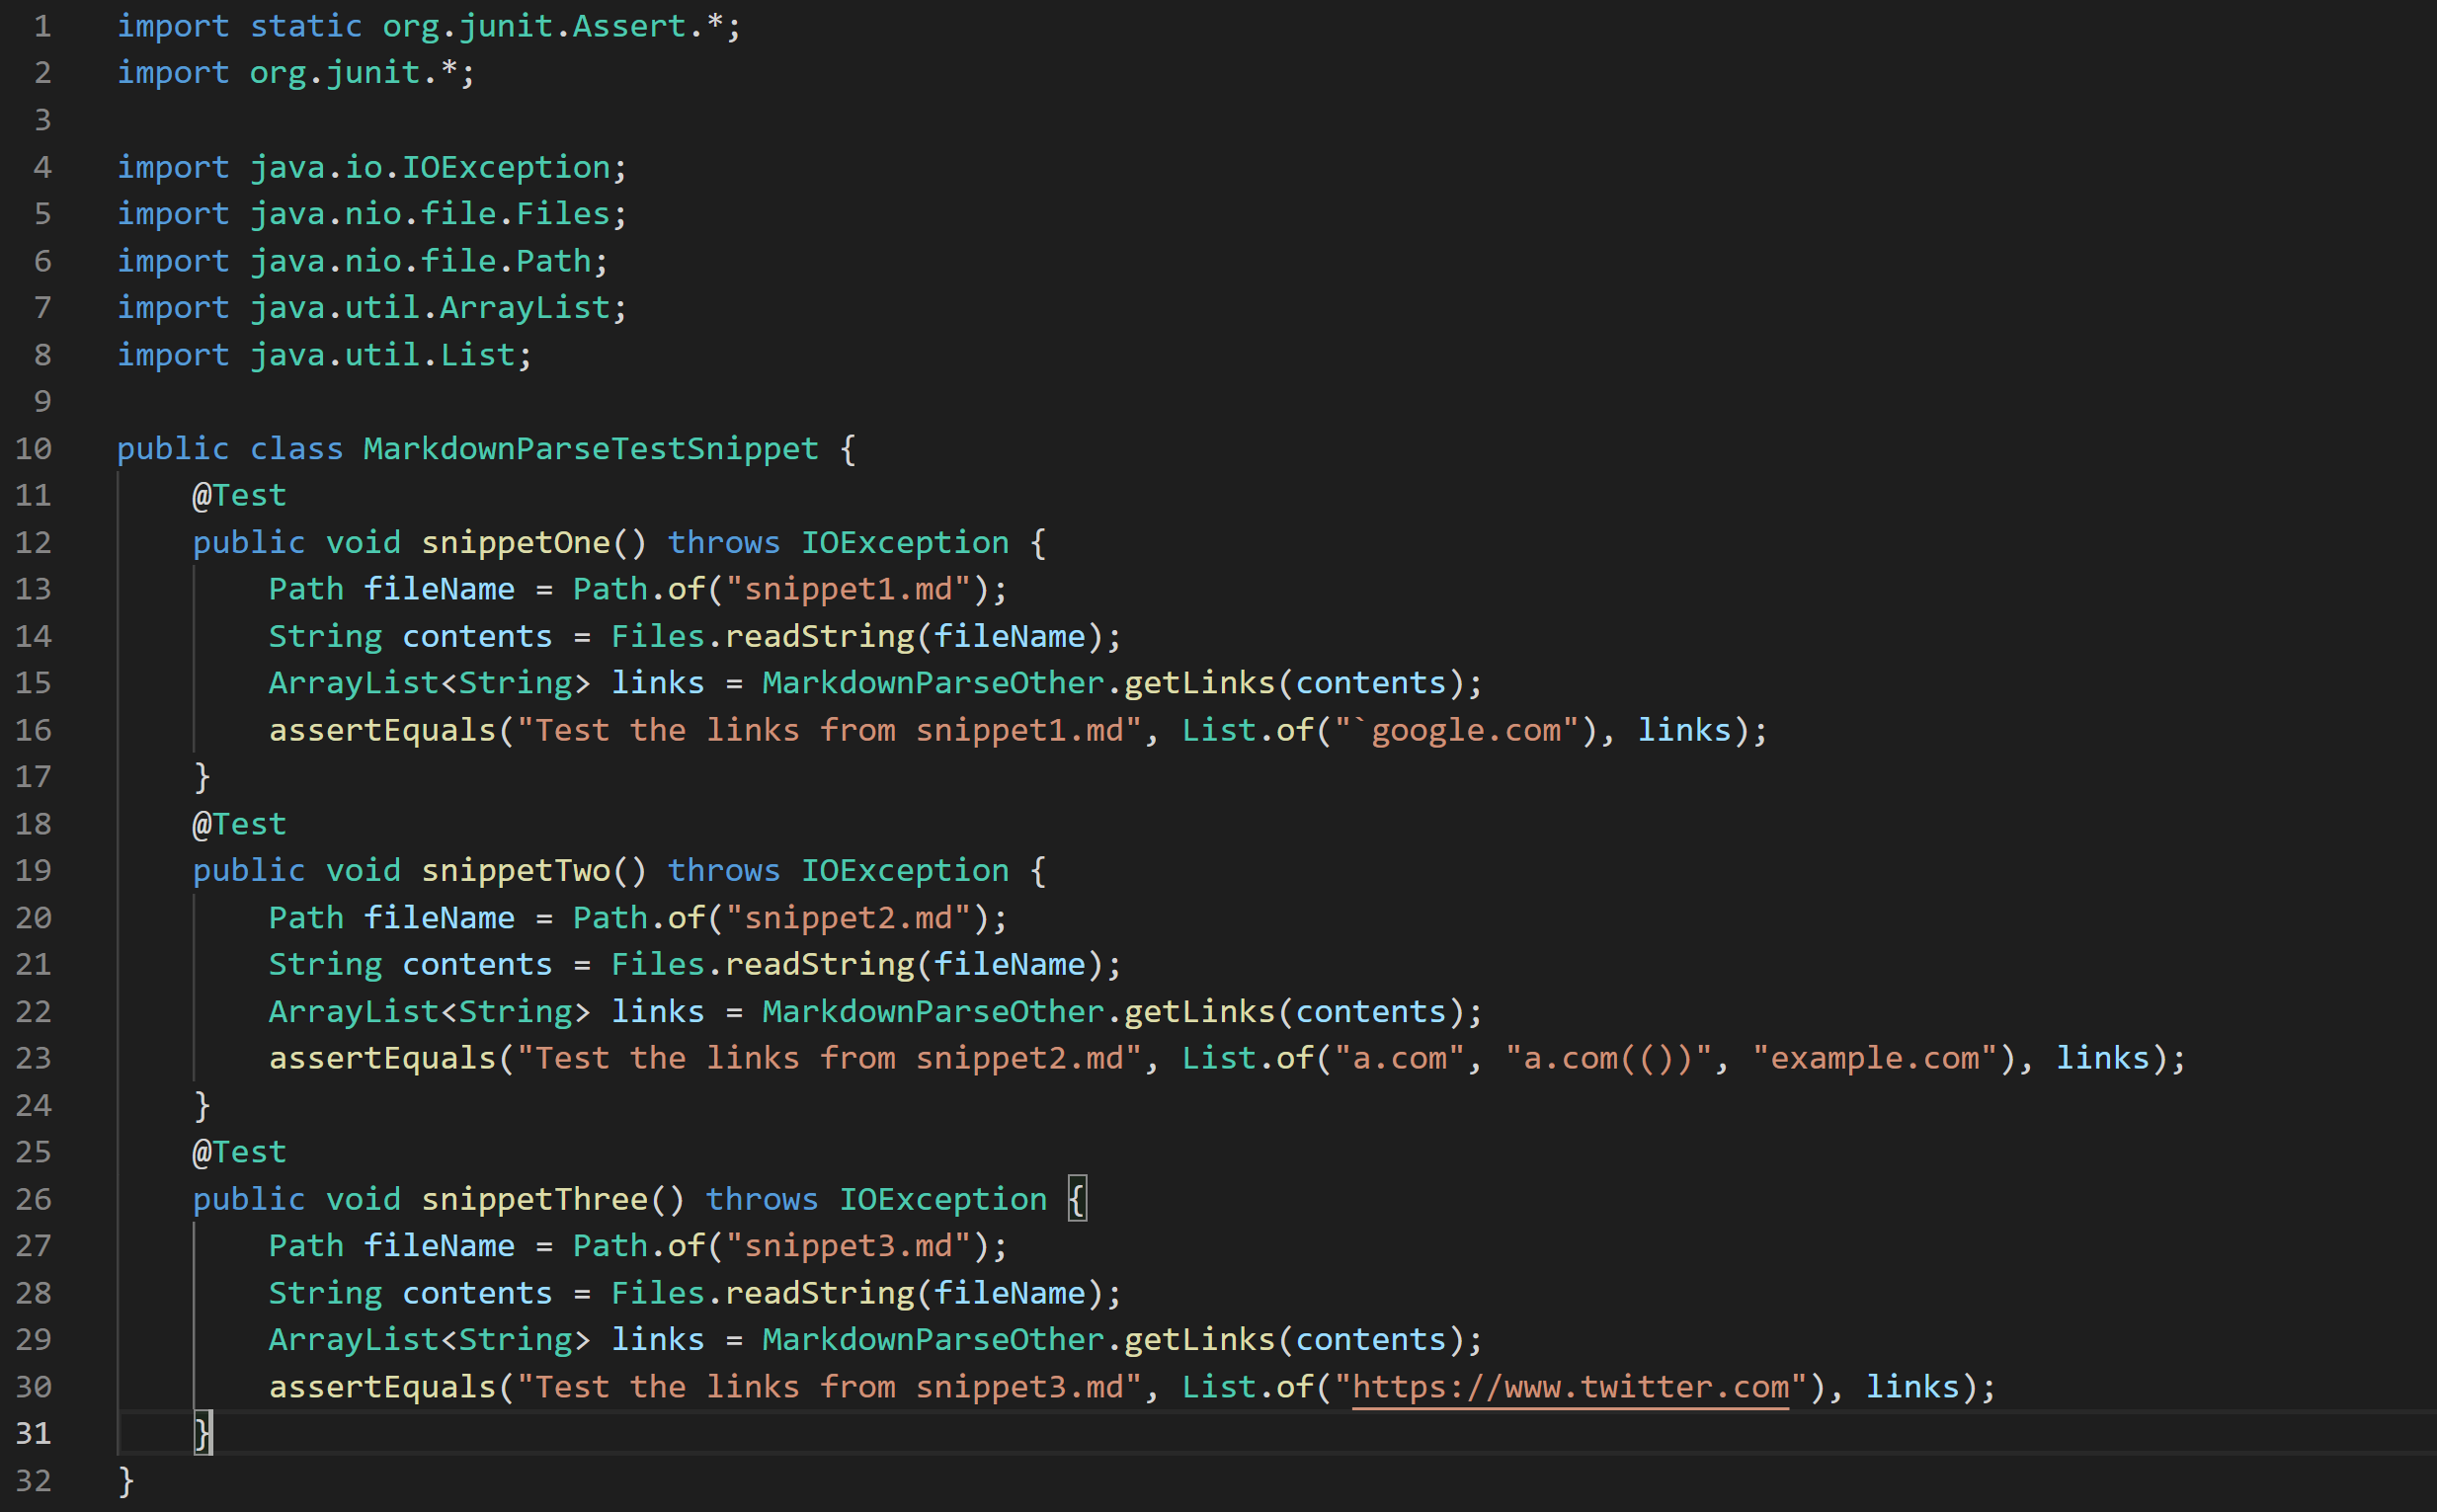 1 import static org.junit.Assert.*;
2 import org.junit.*;
3
4 import java.io.IOException;
5 import java.nio.file.Files;
6 import java.nio.file.Path;
7 import java.util.ArrayList;
8 import java.util.List;
9
10 public class MarkdownParseTestSnippet {
11     @Test
12     public void snippetOne() throws IOException {
13         Path fileName = Path.of("snippet1.md");
14         String contents = Files.readString(fileName);
15         ArrayList<String> links = MarkdownParseOther.getLinks(contents);
16         assertEquals("Test the links from snippet1.md", List.of("`google.com"), links);
17     }
18     @Test
19     public void snippetTwo() throws IOException {
20         Path fileName = Path.of("snippet2.md");
21         String contents = Files.readString(fileName);
22         ArrayList<String> links = MarkdownParseOther.getLinks(contents);
23         assertEquals("Test the links from snippet2.md", List.of("a.com", "a.com(())", "example.com"), links);
24     }
25     @Test
26     public void snippetThree() throws IOException {
27         Path fileName = Path.of("snippet3.md");
28         String contents = Files.readString(fileName);
29         ArrayList<String> links = MarkdownParseOther.getLinks(contents);
30         assertEquals("Test the links from snippet3.md", List.of("https://www.twitter.com"), links);
31     }
32 }